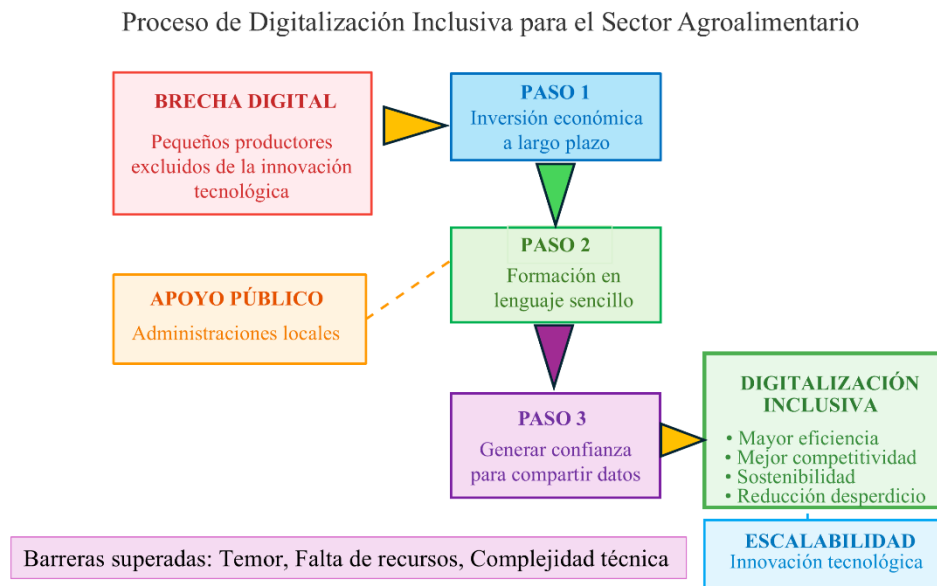 Proceso de Digitalización Inclusiva para el Sector Agroalimentario
BRECHA DIGITAL
Pequeños productores
excluidos de la innovación
tecnológica
PASO 1
Inversión económica
a largo plazo
PASO 2
Formación en
lenguaje sencillo
APOYO PÚBLICO
Administraciones locales
PASO 3
Generar confianza
para compartir datos
DIGITALIZACIÓN
INCLUSIVA
• Mayor eficiencia
• Mejor competitividad
• Sostenibilidad
• Reducción desperdicio
ESCALABILIDAD
Innovación tecnológica
Barreras superadas: Temor, Falta de recursos, Complejidad técnica